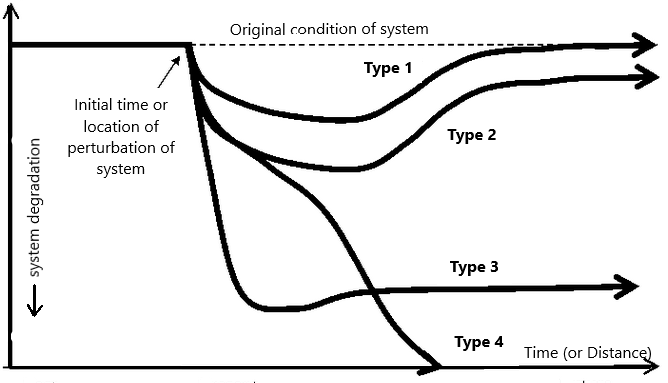 Original condition of system
Type 1
Initial time or
location of
perturbation of
system
Type 2
system degradation
Type 3
Type 4
Time (or Distance)